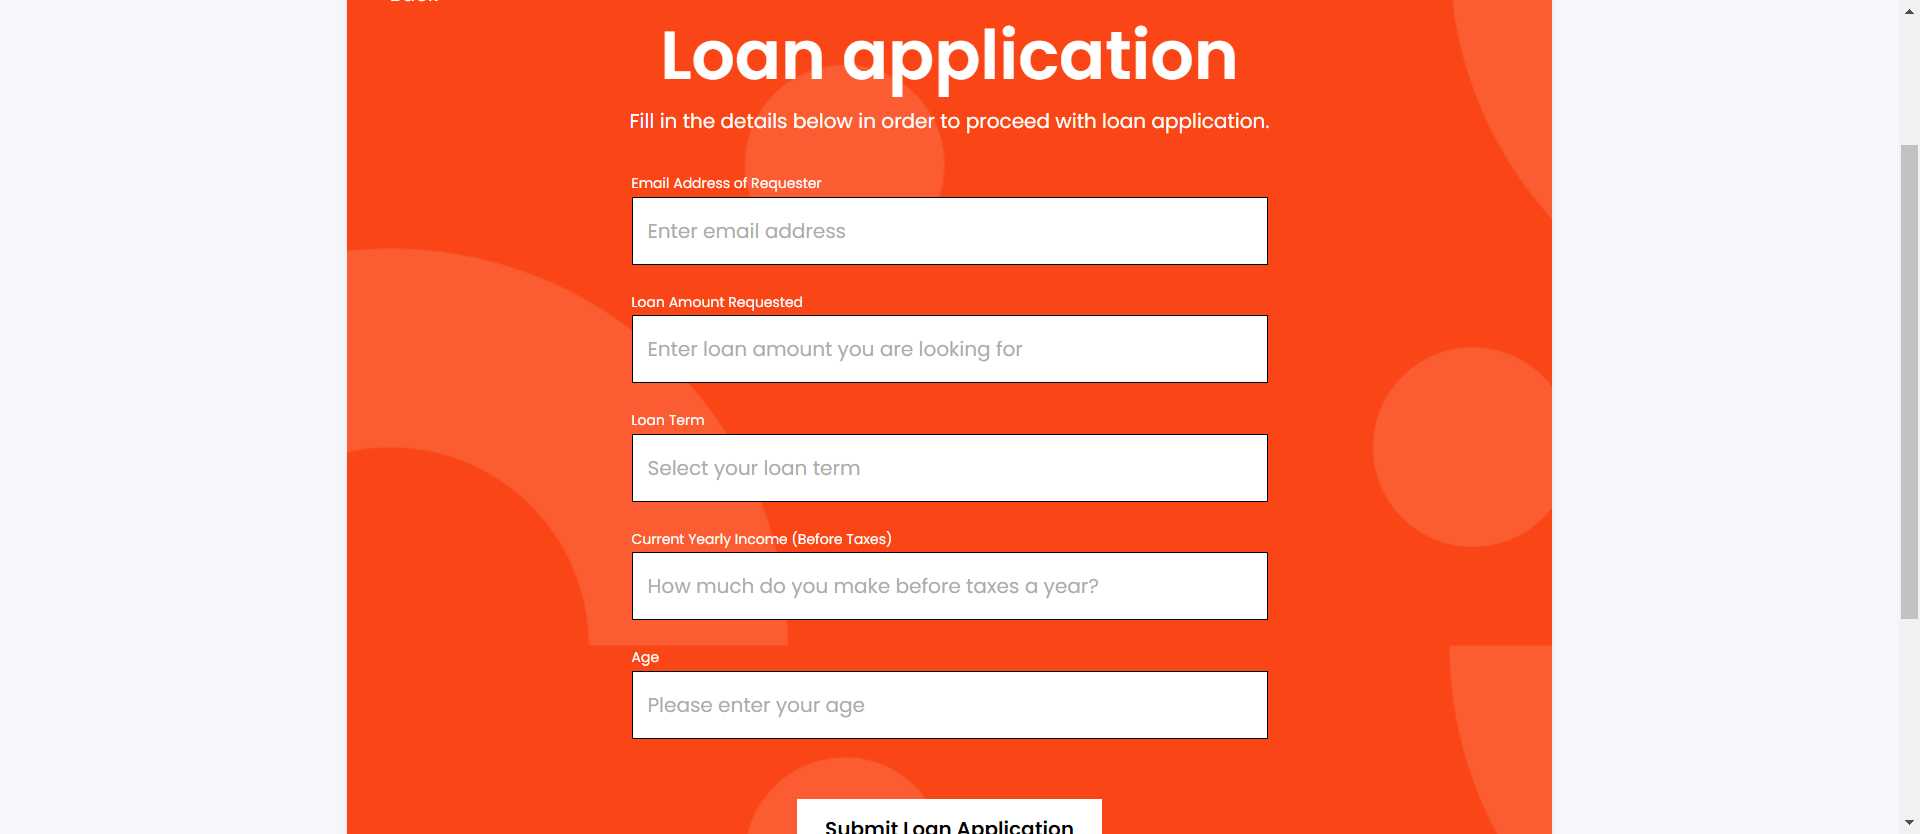 Loan application
Fill in the details below in order to proceed with loan application.
Email Address of Requester
Enter email address
Loan Amount Requested
Enter loan amount you are looking for
Loan Term
Select your loan term
Current Yearly Income (Before Taxes)
How much do you make before taxes a year?
Age
Please enter your age
Submit Loan Application